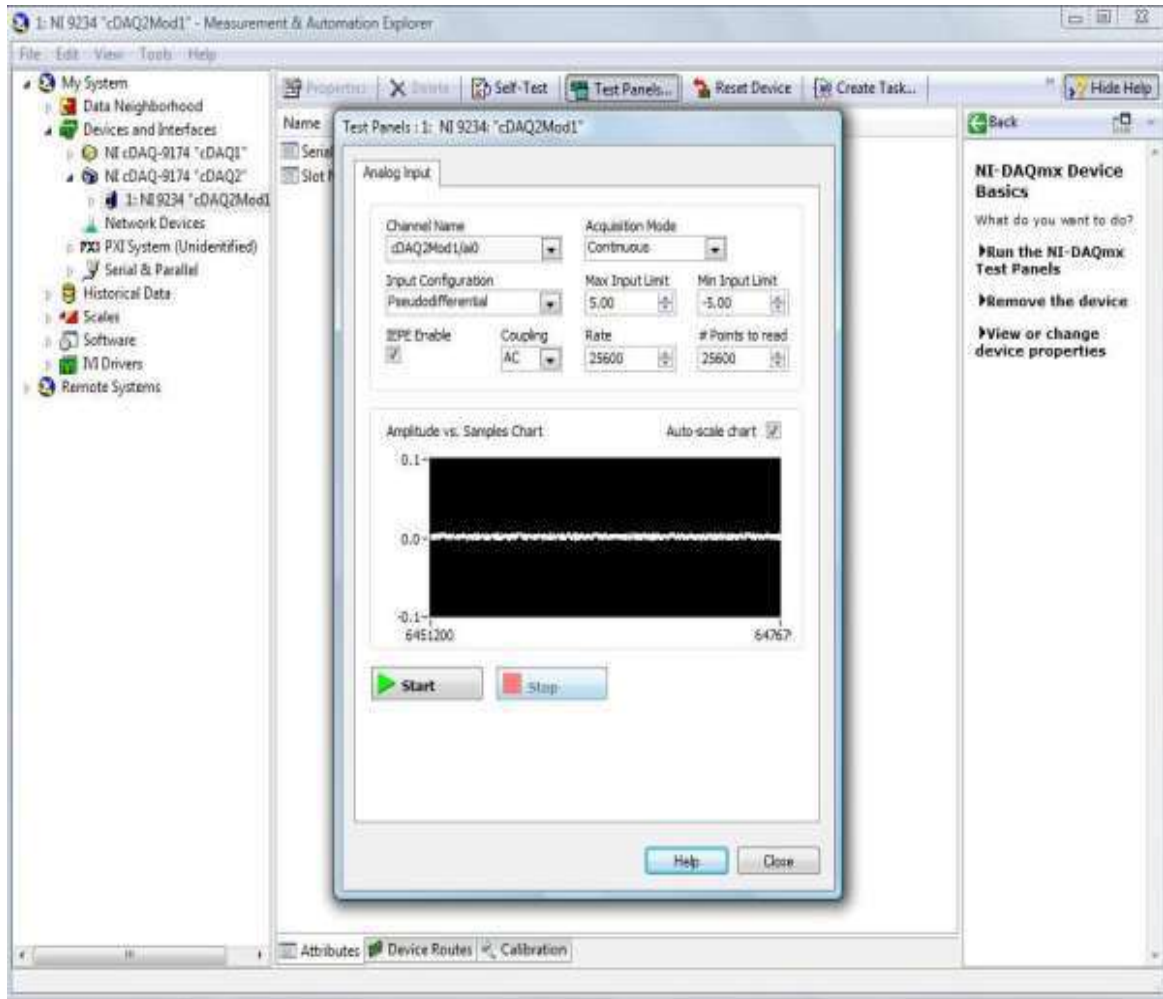 1: NI 9234 "cDAQ2Mod1" - Measurement & Automation Explorer
File Edit View Tools Help
My System
Data Neighborhood
Devices and Interfaces
NI cDAQ-9174 "cDAQ1"
NI cDAQ-9174 "cDAQ2"
1: NI 9234 "cDAQ2Mod1
Network Devices
PXI PXI System (Unidentified)
Serial & Parallel
Historical Data
Scales
Software
IVI Drivers
Remote Systems
Properties Delete Self-Test Test Panels... Reset Device Create Task... Hide Help
Name
Serial
Slot N
Test Panels : 1: NI 9234: "cDAQ2Mod1"
Analog Input
Channel Name Acquisition Mode
cDAQ2Mod1/ai0 Continuous
Input Configuration Max Input Limit Min Input Limit
Pseudodifferential 5.00 -5.00
IEPE Enable Coupling Rate # Points to read
AC 25600 25600
Amplitude vs. Samples Chart Auto-scale chart
0.1
0.0
-0.1
6451200 64767
Start Stop
Help Close
Attributes Device Routes Calibration
Back
NI-DAQmx Device
Basics
What do you want to do?
Run the NI-DAQmx
Test Panels
Remove the device
View or change
device properties